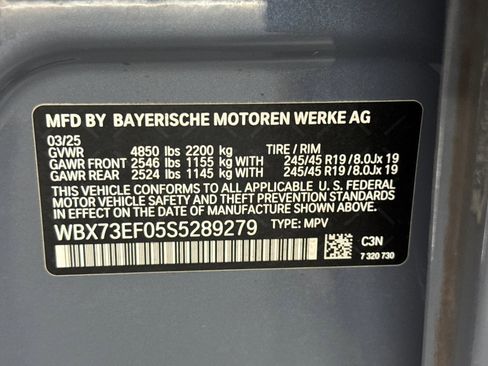 MFD BY BAYERISCHE MOTOREN WERKE AG
03/25
GVWR 4850 lbs 2200 kg TIRE / RIM
GAWR FRONT 2546 lbs 1155 kg WITH 245/45 R19 / 8.0Jx 19
GAWR REAR 2524 lbs 1145 kg WITH 245/45 R19 / 8.0Jx 19
THIS VEHICLE CONFORMS TO ALL APPLICABLE U. S. FEDERAL
MOTOR VEHICLE SAFETY AND THEFT PREVENTION STANDARDS
IN EFFECT ON THE DATE OF MANUFACTURE SHOWN ABOVE.
WBX73EF05S5289279 TYPE: MPV
C3N
7 320 730